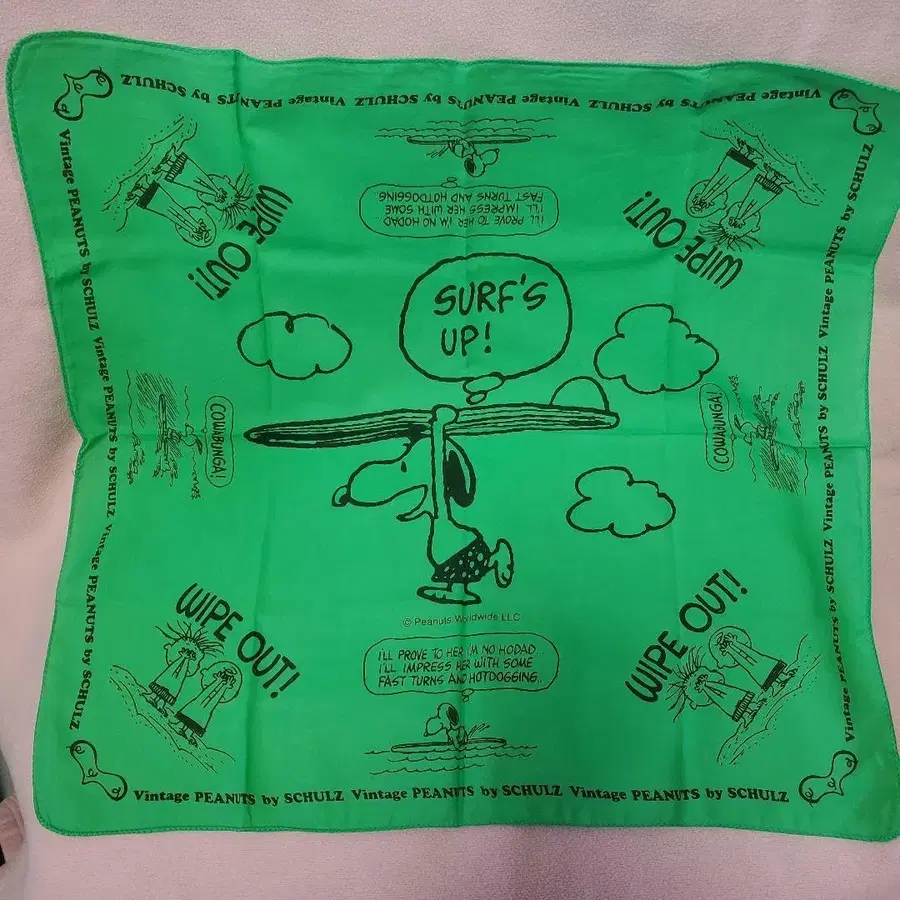 Vintage PEANUTS by SCHULZ Vintage PEANUTS by SCHULZ Vintage PEANUTS by SCHULZ
I'LL PROVE TO HER I'M NO HODAD...
I'LL IMPRESS HER WITH SOME
FAST TURNS AND HOTDOGGING..
WIPE OUT!
WIPE OUT!
Vintage PEANUTS by SCHULZ Vintage PEANUTS by SCHULZ Vintage PEANUTS by SCHULZ
SURF'S
UP!
COWABUNGA!
COWABUNGA!
Vintage PEANUTS by SCHULZ Vintage PEANUTS by SCHULZ Vintage PEANUTS by SCHULZ
WIPE OUT!
WIPE OUT!
© Peanuts Worldwide LLC
I'LL PROVE TO HER I'M NO HODAD...
I'LL IMPRESS HER WITH SOME
FAST TURNS AND HOTDOGGING..
Vintage PEANUTS by SCHULZ Vintage PEANUTS by SCHULZ Vintage PEANUTS by SCHULZ